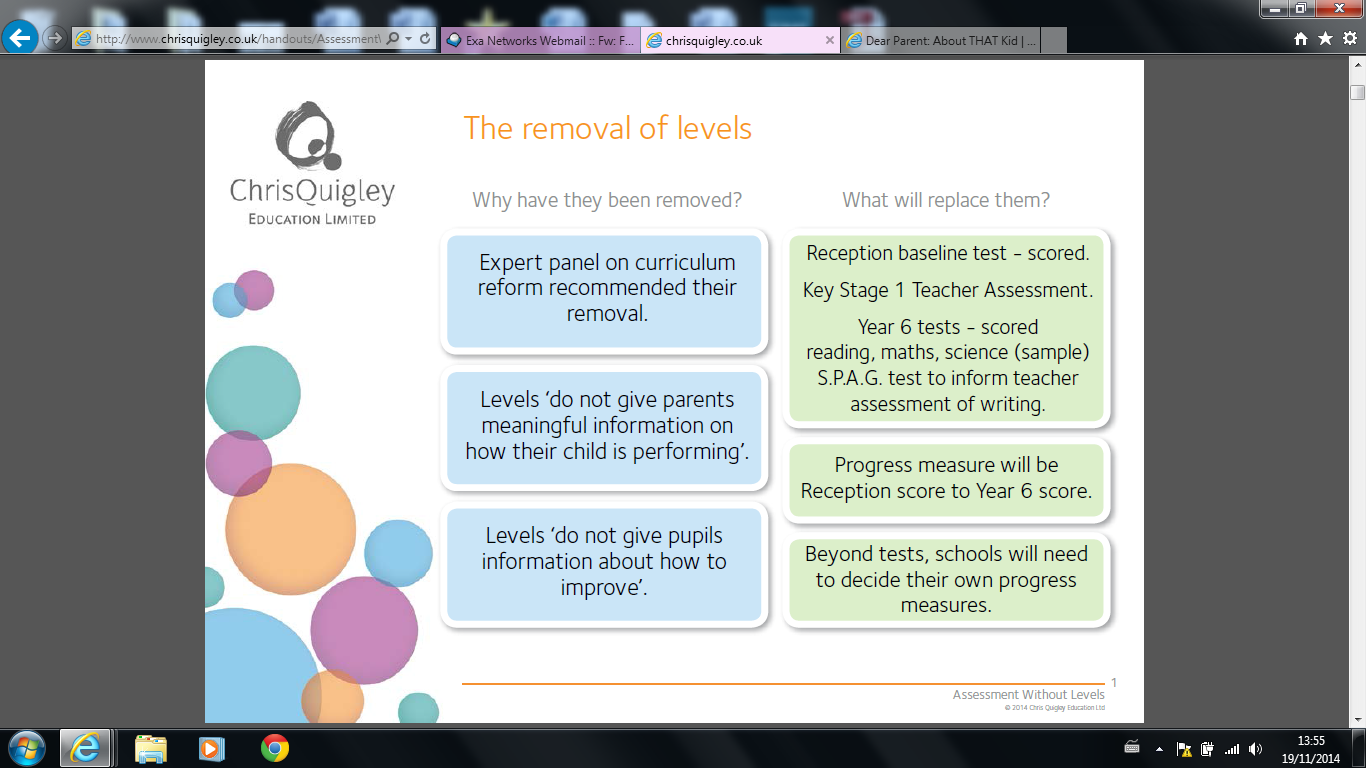 http://www.chrisquigley.co.uk/handouts/Assessment\
Exa Networks Webmail :: Fw: F...
chrisquigley.co.uk
Dear Parent: About THAT Kid | ...
ChrisQuigley
EDUCATION LIMITED
The removal of levels
Why have they been removed?
Expert panel on curriculum
reform recommended their
removal.
Levels ‘do not give parents
meaningful information on
how their child is performing’.
Levels ‘do not give pupils
information about how to
improve’.
What will replace them?
Reception baseline test – scored.
Key Stage 1 Teacher Assessment.
Year 6 tests – scored
reading, maths, science (sample)
S.P.A.G. test to inform teacher
assessment of writing.
Progress measure will be
Reception score to Year 6 score.
Beyond tests, schools will need
to decide their own progress
measures.
1
Assessment Without Levels
© 2014 Chris Quigley Education Ltd
13:55
19/11/2014